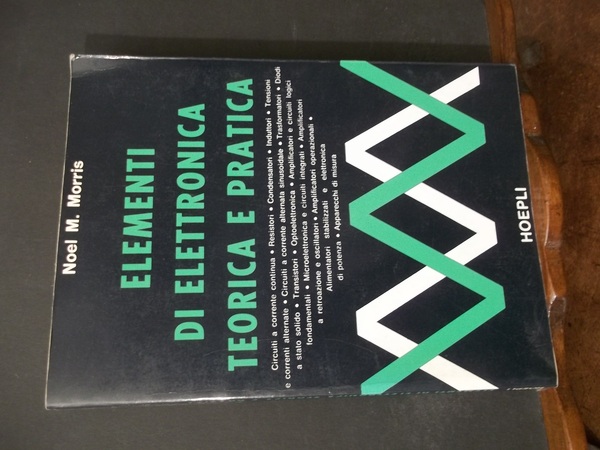 Noel M. Morris
ELEMENTI
DI ELETTRONICA
TEORICA E PRATICA
Circuiti a corrente continua • Resistori • Condensatori • Induttori • Tensioni
e correnti alternate • Circuiti a corrente alternata sinusoidale • Trasformatori • Diodi
a stato solido • Transistori • Optoelettronica • Amplificatori e circuiti logici
fondamentali • Microelettronica e circuiti integrati • Amplificatori
a retroazione e oscillatori • Amplificatori operazionali •
Alimentatori stabilizzati e elettronica
di potenza • Apparecchi di misura
HOEPLI